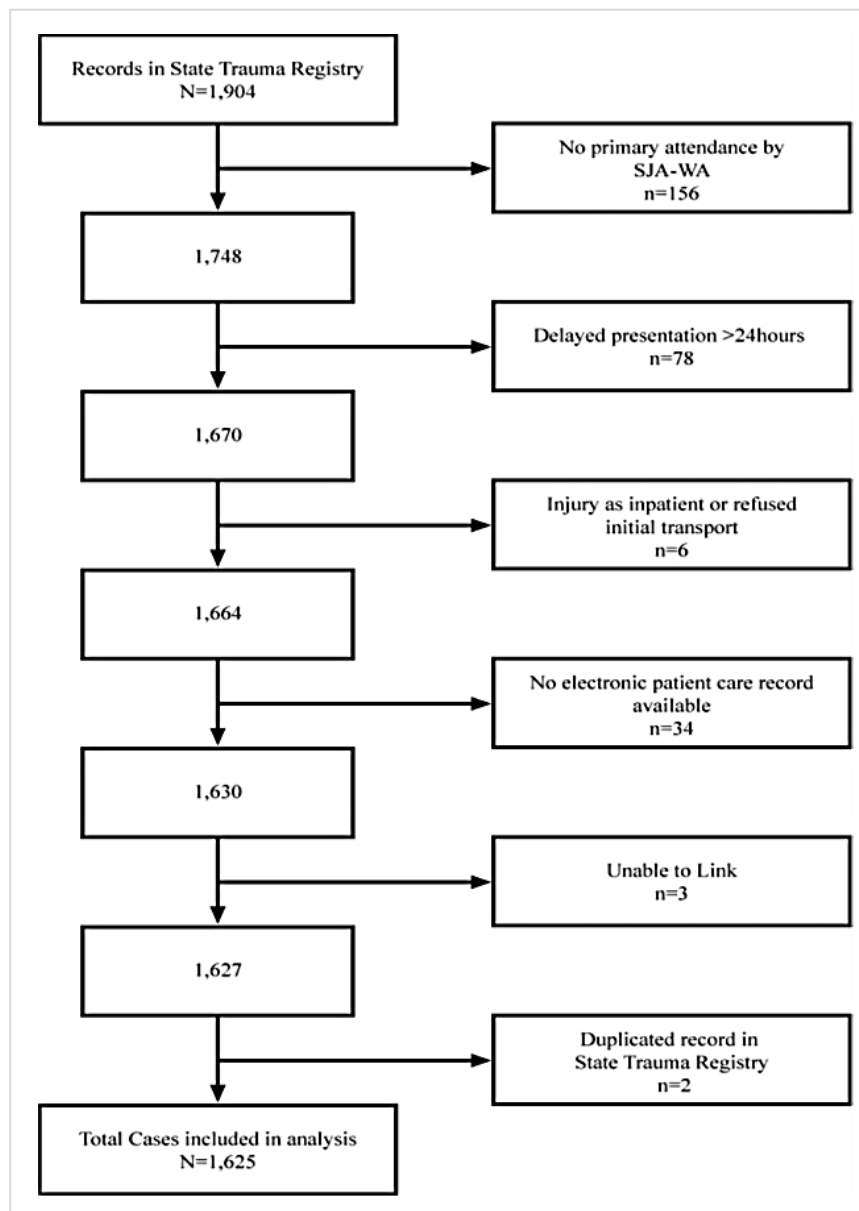 Records in State Trauma Registry
N=1,904
No primary attendance by
SJA-WA
n=156
1,748
Delayed presentation >24hours
n=78
1,670
Injury as inpatient or refused
initial transport
n=6
1,664
No electronic patient care record
available
n=34
1,630
Unable to Link
n=3
1,627
Duplicated record in
State Trauma Registry
n=2
Total Cases included in analysis
N=1,625